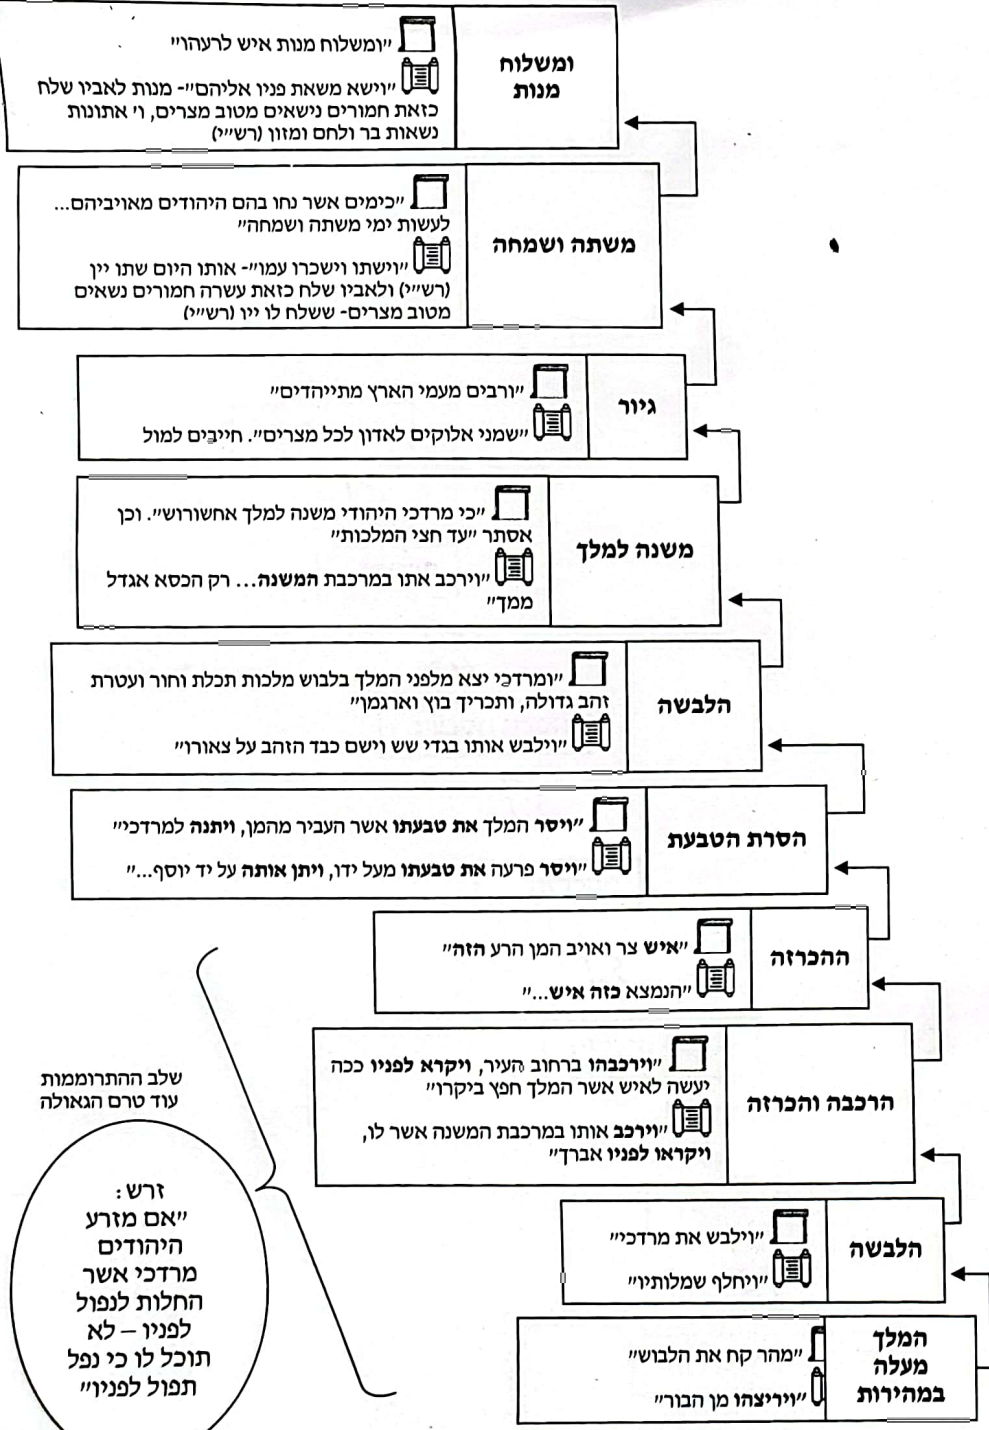 ומשלוח
מנות
"ומשלוח מנות איש לרעהו"
"וישא משאת פניו אליהם"- מנות לאביו שלח
כזאת חמורים נישאים מטוב מצרים, וי אתונות
נשאות בר ולחם ומזון (רש"י)
משתה ושמחה
"כימים אשר נחו בהם היהודים מאויביהם...
לעשות ימי משתה ושמחה"
"וישתו וישכרו עמו"- אותו היום שתו יין
(רש"י) ולאביו שלח כזאת עשרה חמורים נשאים
מטוב מצרים- ששלח לו יין (רש"י)
גיור
"ורבים מעמי הארץ מתייהדים"
"שמני אלוקים לאדון לכל מצרים". חייבים למול
משנה למלך
"כי מרדכי היהודי משנה למלך אחשורוש". וכן
אסתר "עד חצי המלכות"
"וירכב אתו במרכבת המשנה... רק הכסא אגדל
ממך"
הלבשה
"ומרדכי יצא מלפני המלך בלבוש מלכות תכלת וחור ועטרת
זהב גדולה, ותכריך בוץ וארגמן"
"וילבש אותו בגדי שש וישם כבד הזהב על צאורו"
הסרת הטבעת
"ויסר המלך את טבעתו אשר העביר מהמן, ויתנה למרדכי"
"ויסר פרעה את טבעתו מעל ידו, ויתן אותה על יד יוסף..."
ההכרזה
"איש צר ואויב המן הרע הזה"
"הנמצא כזה איש..."
הרכבה והכרזה
"וירכבהו ברחוב העיר, ויקרא לפניו ככה
יעשה לאיש אשר המלך חפץ ביקרו"
"וירכב אותו במרכבת המשנה אשר לו,
ויקראו לפניו אברך"
הלבשה
"וילבש את מרדכי"
"ויחלף שמלותיו"
המלך
מעלה
במהירות
"מהר קח את הלבוש"
"ויריצהו מן הבור"
שלב ההתרוממות
עוד טרם הגאולה
זרש:
"אם מזרע
היהודים
מרדכי אשר
החלות לנפול
לפניו – לא
תוכל לו כי נפל
תפול לפניו"